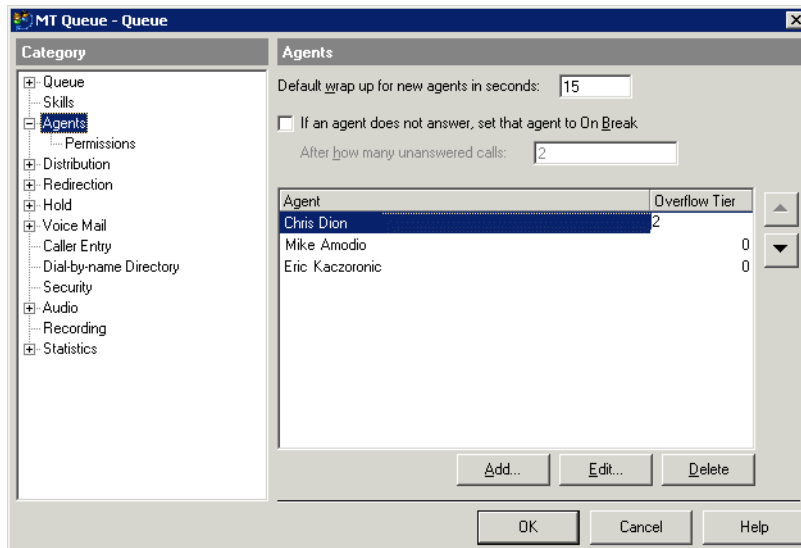 MT Queue - Queue
Category
Queue
Skills
Agents
Permissions
Distribution
Redirection
Hold
Voice Mail
Caller Entry
Dial-by-name Directory
Security
Audio
Recording
Statistics
Agents
Default wrap up for new agents in seconds: 15
If an agent does not answer, set that agent to On Break
After how many unanswered calls: 2
Agent Overflow Tier
Chris Dion 2
Mike Amodio 0
Eric Kaczoronic 0
Add... Edit... Delete
OK Cancel Help